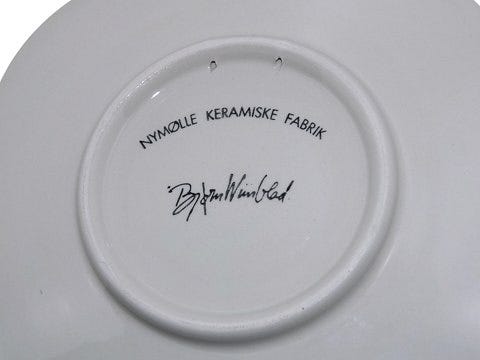 NYMØLLE KERAMISKE FABRIK
Bjørn Wiinblad